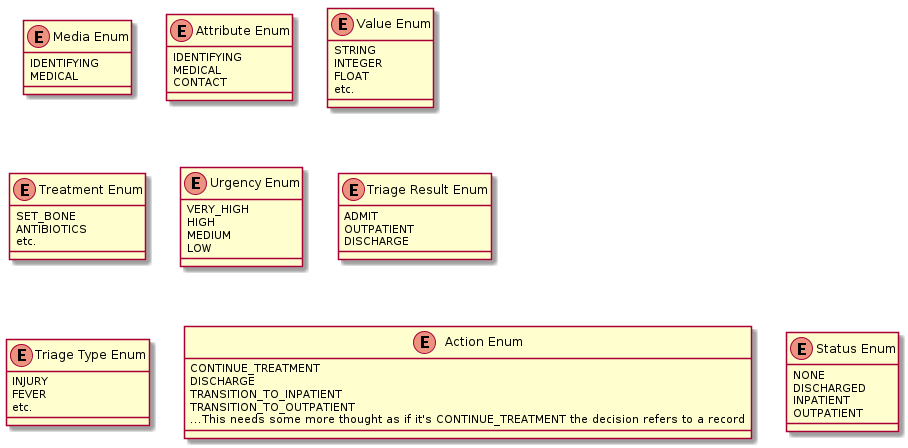 E Media Enum
IDENTIFYING
MEDICAL
E Attribute Enum
IDENTIFYING
MEDICAL
CONTACT
E Value Enum
STRING
INTEGER
FLOAT
etc.
E Treatment Enum
SET_BONE
ANTIBIOTICS
etc.
E Urgency Enum
VERY_HIGH
HIGH
MEDIUM
LOW
E Triage Result Enum
ADMIT
OUTPATIENT
DISCHARGE
E Triage Type Enum
INJURY
FEVER
etc.
E Action Enum
CONTINUE_TREATMENT
DISCHARGE
TRANSITION_TO_INPATIENT
TRANSITION_TO_OUTPATIENT
...This needs some more thought as if it's CONTINUE_TREATMENT the decision refers to a record
E Status Enum
NONE
DISCHARGED
INPATIENT
OUTPATIENT